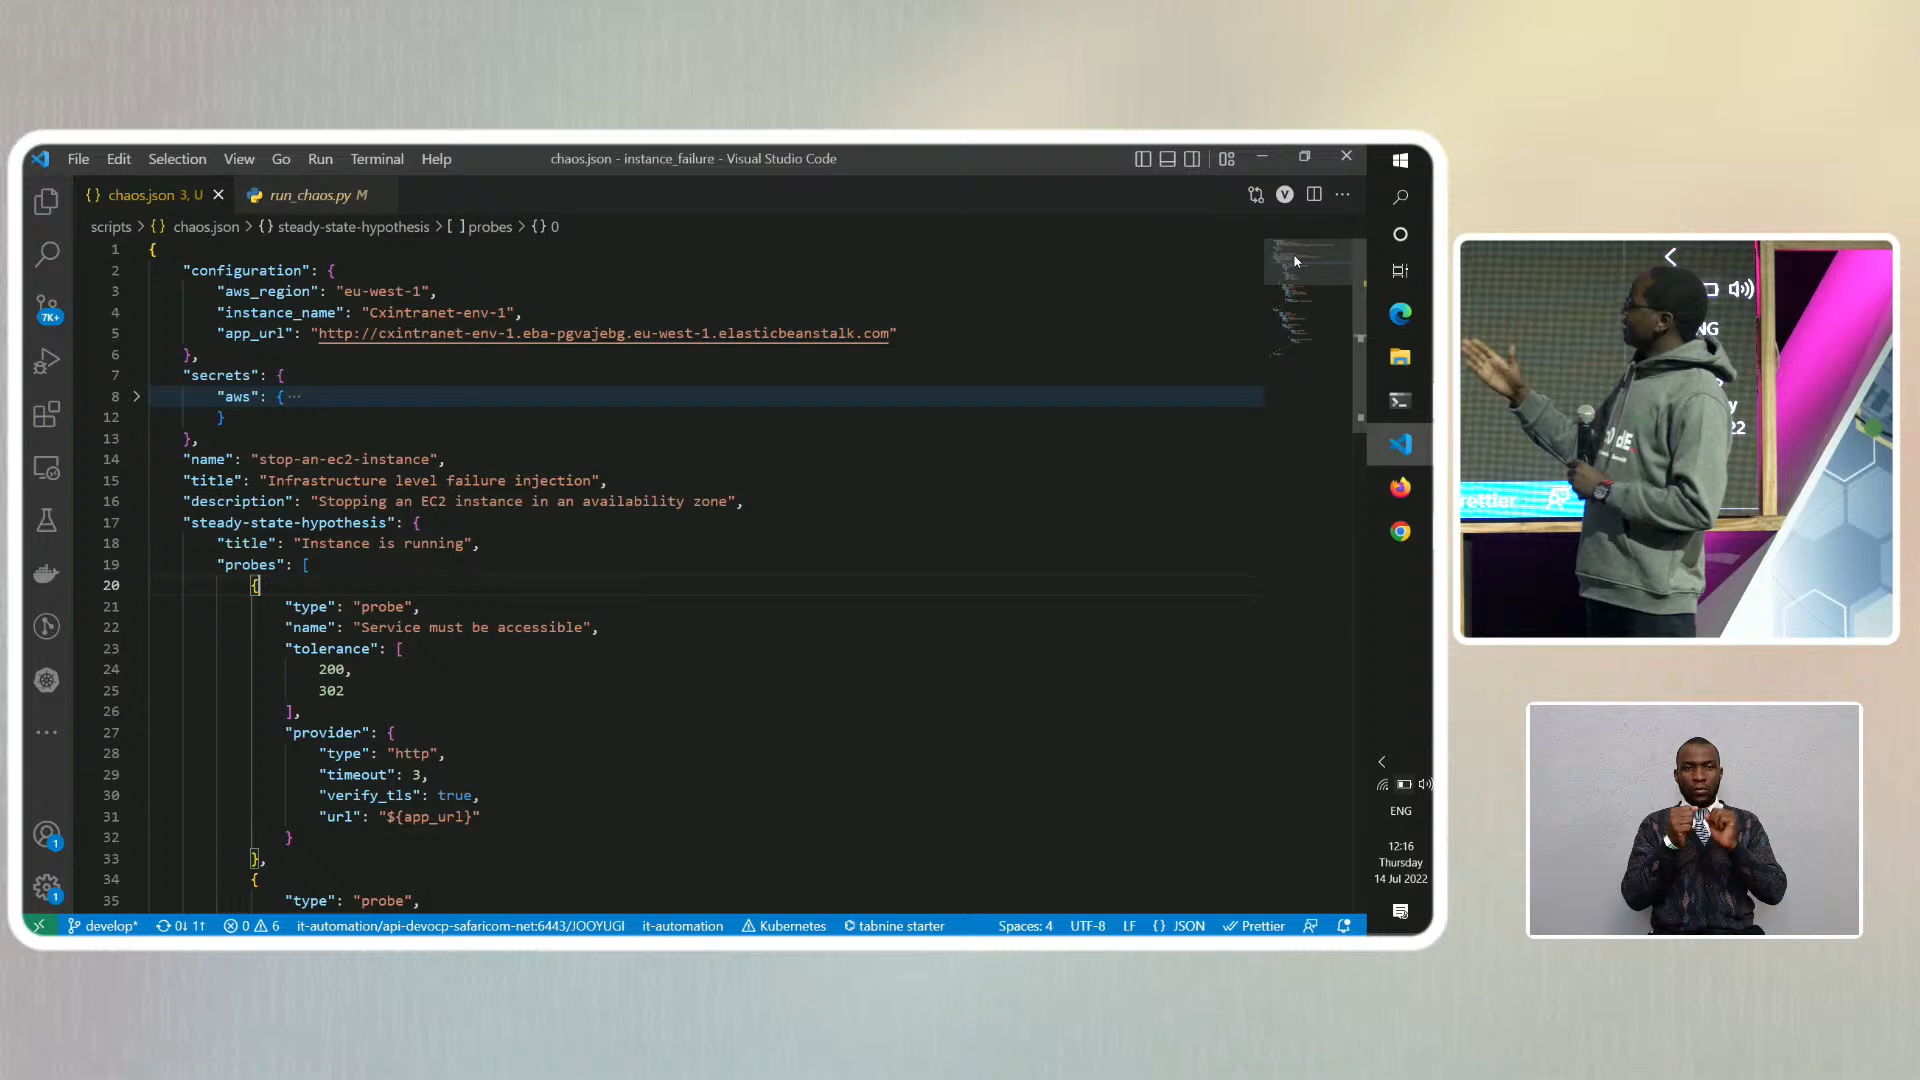 File Edit Selection View Go Run Terminal Help
chaos.json - instance_failure - Visual Studio Code
{} chaos.json 3, U
run_chaos.py M
scripts > {} chaos.json > {} steady-state-hypothesis > [ ] probes > {} 0
1 {
2 "configuration": {
3 "aws_region": "eu-west-1",
4 "instance_name": "Cxintranet-env-1",
5 "app_url": "http://cxintranet-env-1.eba-pgvajebg.eu-west-1.elasticbeanstalk.com"
6 },
7 "secrets": {
8 "aws": { ···
12 }
13 },
14 "name": "stop-an-ec2-instance",
15 "title": "Infrastructure level failure injection",
16 "description": "Stopping an EC2 instance in an availability zone",
17 "steady-state-hypothesis": {
18 "title": "Instance is running",
19 "probes": [
20 {
21 "type": "probe",
22 "name": "Service must be accessible",
23 "tolerance": [
24 200,
25 302
26 ],
27 "provider": {
28 "type": "http",
29 "timeout": 3,
30 "verify_tls": true,
31 "url": "${app_url}"
32 }
33 },
34 {
35 "type": "probe",
7K+
1
1
develop* 0↓ 1↑ 0 6 it-automation/api-devocp-safaricom-net:6443/JOOYUGI it-automation Kubernetes tabnine starter Spaces: 4 UTF-8 LF {} JSON Prettier
V
ENG
12:16
Thursday
14 Jul 2022
NG
y
22
rettier